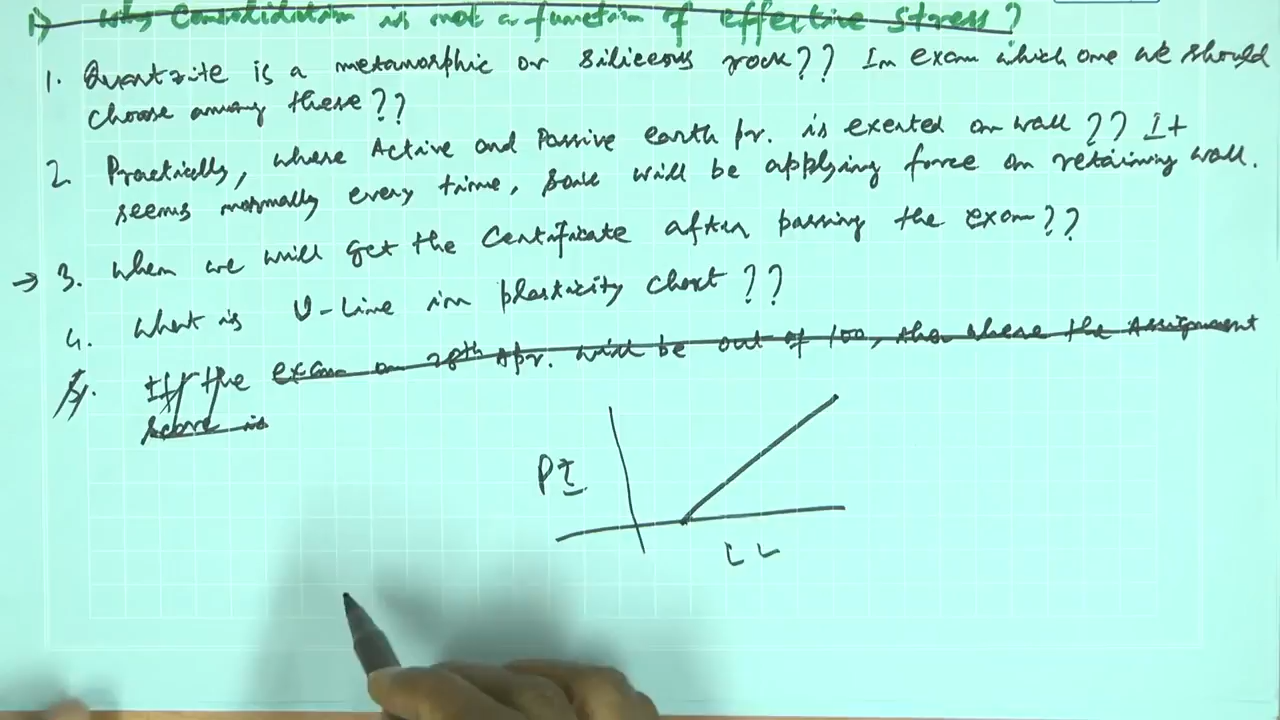 1) Why Consolidation is not a function of effective stress?
1. Quartzite is a metamorphic or siliceous rock?? In exam which one we should
choose among these??
2 Practically, where Active and Passive earth pr. is exerted on wall?? It
seems normally every time, soil will be applying force on retaining wall.
→ 3. When we will get the Certificate after passing the exam??
4. What is U-Line in plasticity chart??
5. If the exam on 28th Apr. will be out of 100, then where the Assignment
score is
PI
LL